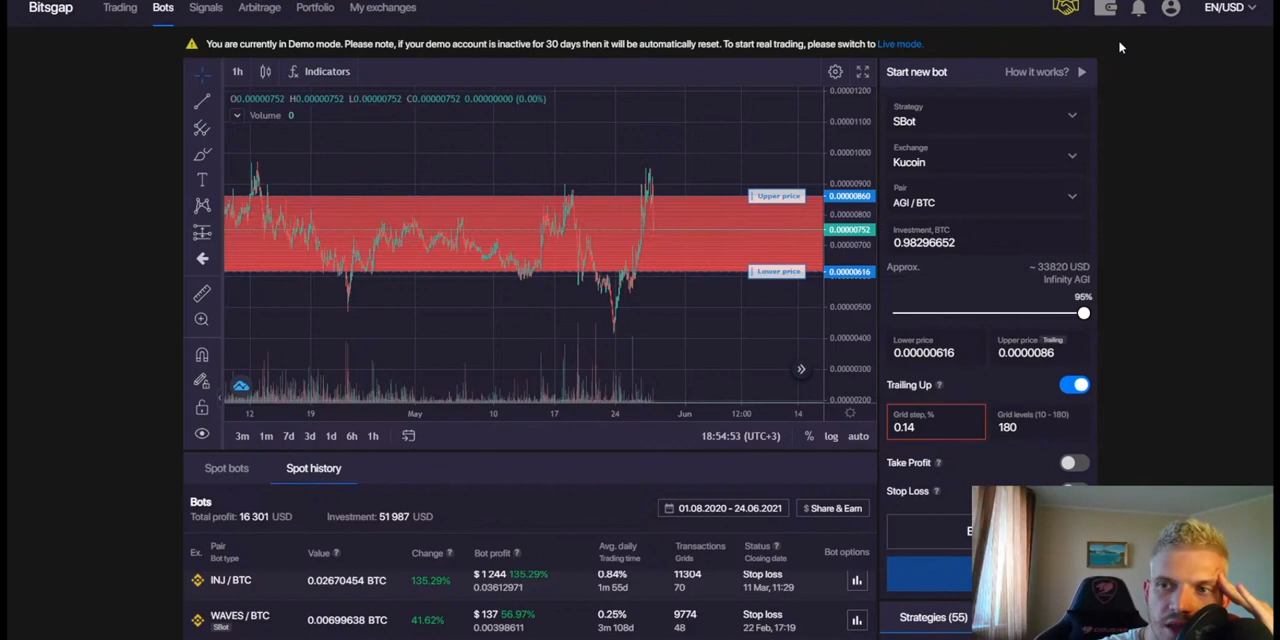 Bitsgap Trading Bots Signals Arbitrage Portfolio My exchanges EN/USD
You are currently in Demo mode. Please note, if your demo account is inactive for 30 days then it will be automatically reset. To start real trading, please switch to Live mode.
1h Indicators
O0.00000752 H0.00000752 L0.00000752 C0.00000752 0.00000000 (0.00%)
Volume 0
0.00001200
0.00001100
0.00001000
0.00000900
Upper price 0.00000860
0.00000800
0.00000752
0.00000700
Lower price 0.00000616
0.00000500
0.00000400
0.00000300
0.00000200
12 19 May 10 17 24 Jun 12:00 14
3m 1m 7d 3d 1d 6h 1h 18:54:53 (UTC+3) % log auto
Start new bot How it works?
Strategy
SBot
Exchange
Kucoin
Pair
AGI / BTC
Investment, BTC
0.98296652
Approx. ~ 33820 USD
Infinity AGI
95%
Lower price Upper price Trailing
0.00000616 0.0000086
Trailing Up ?
Grid step, % Grid levels (10 - 180)
0.14 180
Take Profit ?
Stop Loss ?
Strategies (55)
Spot bots Spot history
Bots
Total profit: 16 301 USD Investment: 51 987 USD
01.08.2020 - 24.06.2021 $ Share & Earn
Ex. Pair Value ? Change ? Bot profit ? Avg. daily Transactions Status ? Bot options
Bot type Trading time Grids Closing date
INJ / BTC 0.02670454 BTC 135.29% $ 1 244 135.29% 0.84% 11304 Stop loss
0.03612971 1m 55d 70 11 Mar, 11:29
WAVES / BTC 0.00699638 BTC 41.62% $ 137 56.97% 0.25% 9774 Stop loss
SBot 0.00398611 3m 108d 48 22 Feb, 17:19